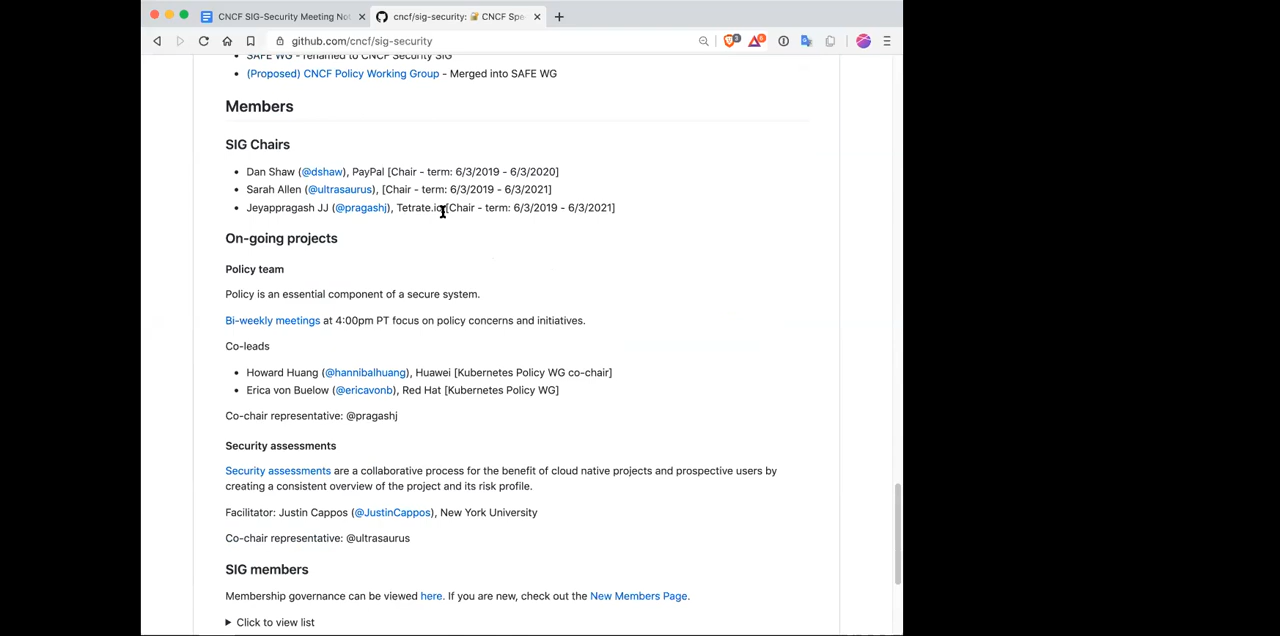 CNCF SIG-Security Meeting Not
cncf/sig-security: 📝 CNCF Spe
github.com/cncf/sig-security
SAFE WG - renamed to CNCF Security SIG
(Proposed) CNCF Policy Working Group - Merged into SAFE WG
Members
SIG Chairs
Dan Shaw (@dshaw), PayPal [Chair - term: 6/3/2019 - 6/3/2020]
Sarah Allen (@ultrasaurus), [Chair - term: 6/3/2019 - 6/3/2021]
Jeyappragash JJ (@pragashj), Tetrate.io [Chair - term: 6/3/2019 - 6/3/2021]
On-going projects
Policy team
Policy is an essential component of a secure system.
Bi-weekly meetings at 4:00pm PT focus on policy concerns and initiatives.
Co-leads
Howard Huang (@hannibalhuang), Huawei [Kubernetes Policy WG co-chair]
Erica von Buelow (@ericavonb), Red Hat [Kubernetes Policy WG]
Co-chair representative: @pragashj
Security assessments
Security assessments are a collaborative process for the benefit of cloud native projects and prospective users by
creating a consistent overview of the project and its risk profile.
Facilitator: Justin Cappos (@JustinCappos), New York University
Co-chair representative: @ultrasaurus
SIG members
Membership governance can be viewed here. If you are new, check out the New Members Page.
Click to view list